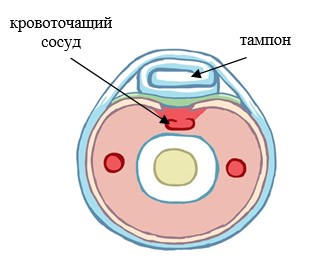 кровоточащий
сосуд
тампон